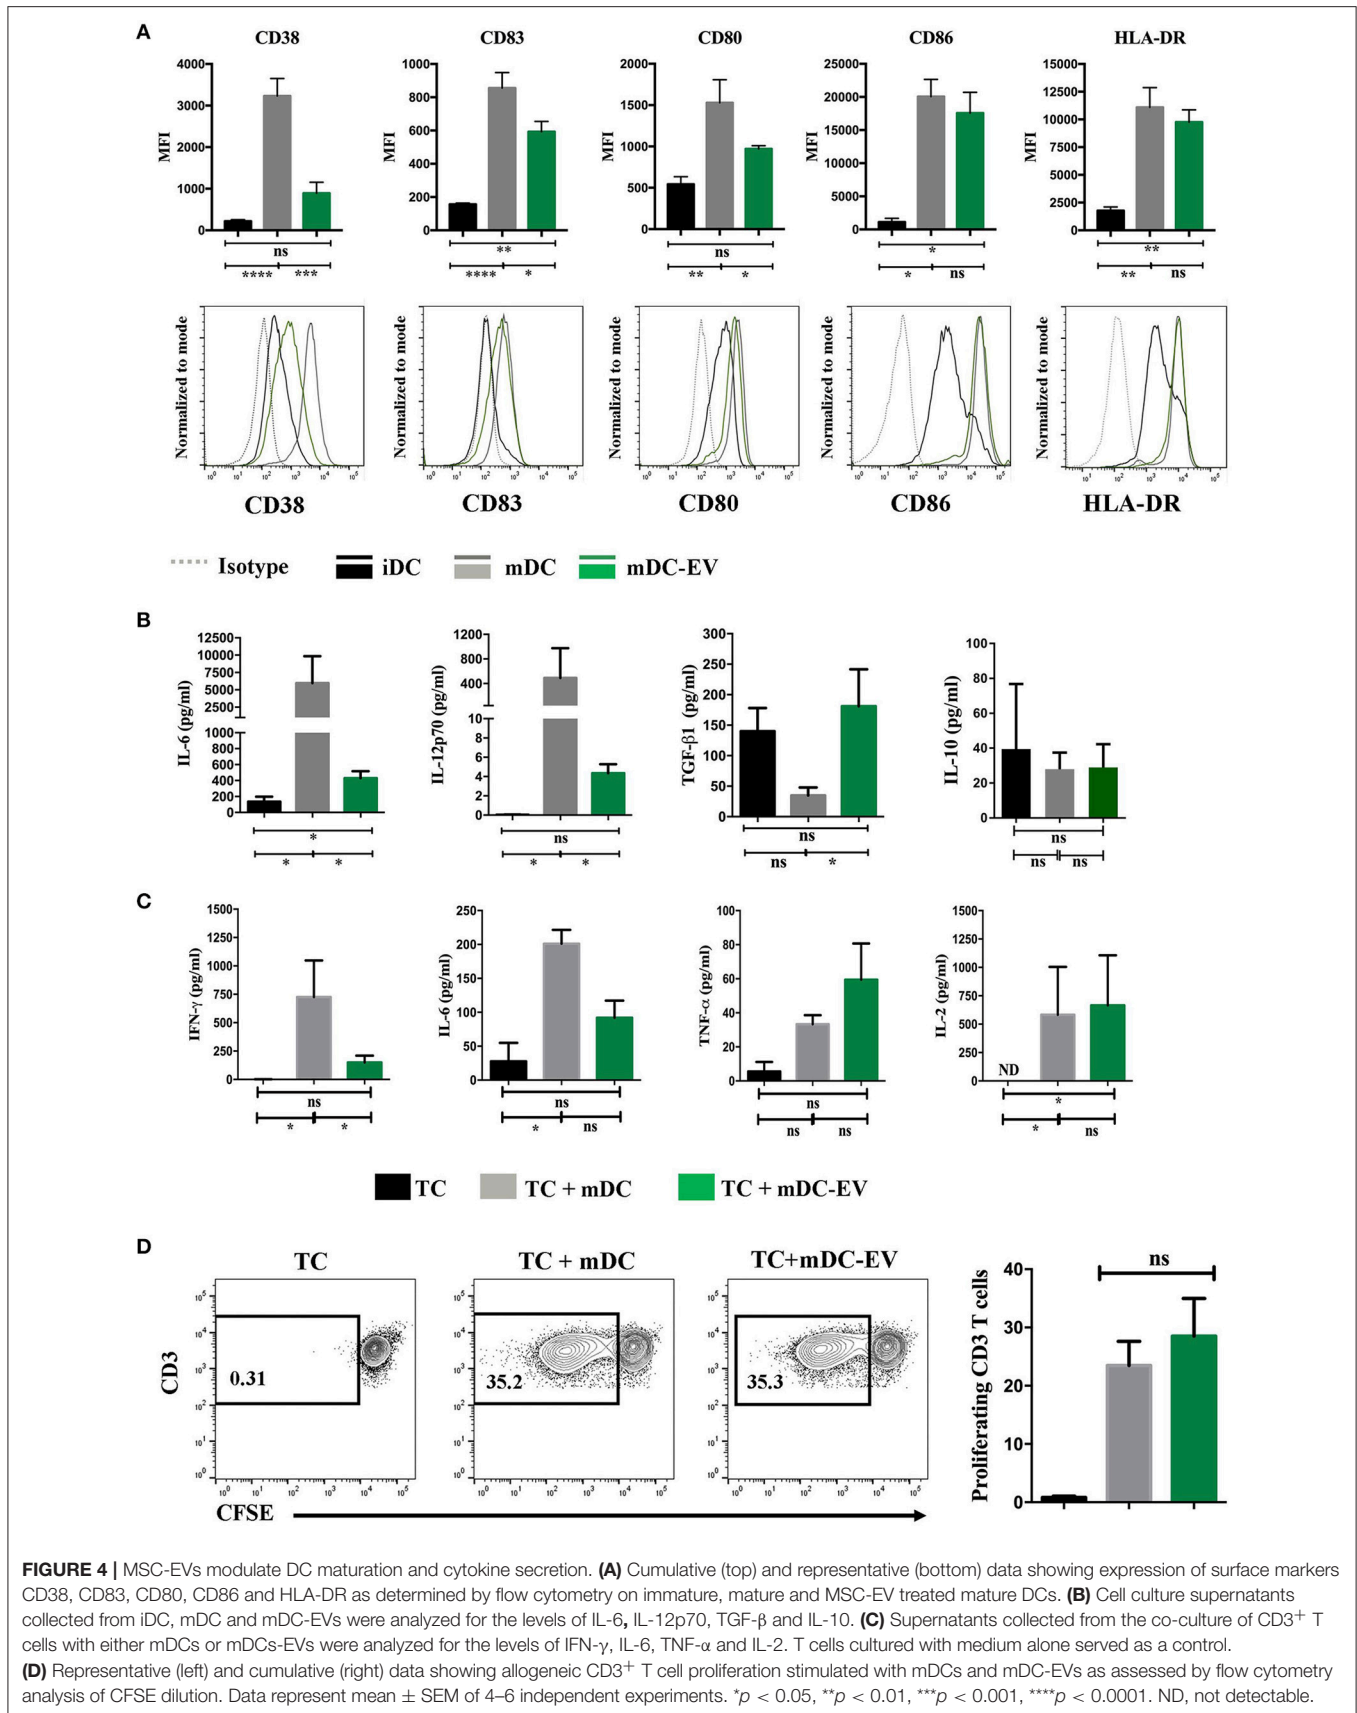 A
CD38 CD83 CD80 CD86 HLA-DR
4000 1000 2000 25000 15000
3000 800 1500 20000 12500
2000 600 1000 15000 10000
1000 400 500 10000 7500
0 200 0 5000 5000
0 0 2500
0
MFI MFI MFI MFI MFI
ns ** ns * **
**** *** **** * ** * * ns ** ns
Normalized to mode Normalized to mode Normalized to mode Normalized to mode Normalized to mode
CD38 CD83 CD80 CD86 HLA-DR
Isotype iDC mDC mDC-EV
B
IL-6 (pg/ml) IL-12p70 (pg/ml) TGF-β1 (pg/ml) IL-10 (pg/ml)
12500 1200 300 100
10000 800 250 80
7500 400 200 60
5000 10 150 40
2500 8 100 20
1000 6 50 0
800 4 0
600 2
400 0
200
0
* ns ns ns
* * * * ns * ns ns
C
IFN-γ (pg/ml) IL-6 (pg/ml) TNF-α (pg/ml) IL-2 (pg/ml)
1500 250 100 1500
1250 200 80 1250
1000 150 60 1000
750 100 40 750
500 50 20 500
250 0 0 250
0 0
ND
ns ns ns *
* * * ns ns ns * ns
TC TC + mDC TC + mDC-EV
D
TC TC + mDC TC+mDC-EV
CD3
0.31 35.2 35.3
CFSE
ns
Proliferating CD3 T cells
40
30
20
10
0
FIGURE 4 | MSC-EVs modulate DC maturation and cytokine secretion. (A) Cumulative (top) and representative (bottom) data showing expression of surface markers
CD38, CD83, CD80, CD86 and HLA-DR as determined by flow cytometry on immature, mature and MSC-EV treated mature DCs. (B) Cell culture supernatants
collected from iDC, mDC and mDC-EVs were analyzed for the levels of IL-6, IL-12p70, TGF-β and IL-10. (C) Supernatants collected from the co-culture of CD3+ T
cells with either mDCs or mDCs-EVs were analyzed for the levels of IFN-γ, IL-6, TNF-α and IL-2. T cells cultured with medium alone served as a control.
(D) Representative (left) and cumulative (right) data showing allogeneic CD3+ T cell proliferation stimulated with mDCs and mDC-EVs as assessed by flow cytometry
analysis of CFSE dilution. Data represent mean ± SEM of 4–6 independent experiments. *p < 0.05, **p < 0.01, ***p < 0.001, ****p < 0.0001. ND, not detectable.